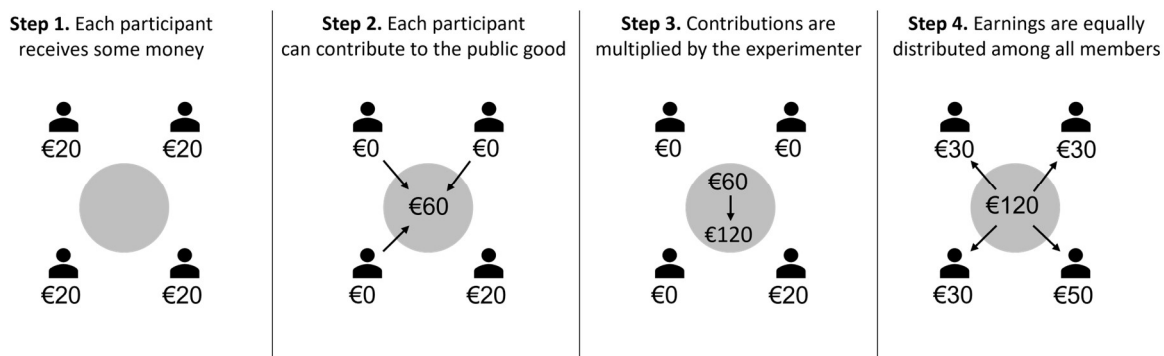 Step 1. Each participant
receives some money
€20 €20
€20 €20
Step 2. Each participant
can contribute to the public good
€0 €0
€60
€0 €20
Step 3. Contributions are
multiplied by the experimenter
€0 €0
€60
€120
€0 €20
Step 4. Earnings are equally
distributed among all members
€30 €30
€120
€30 €50